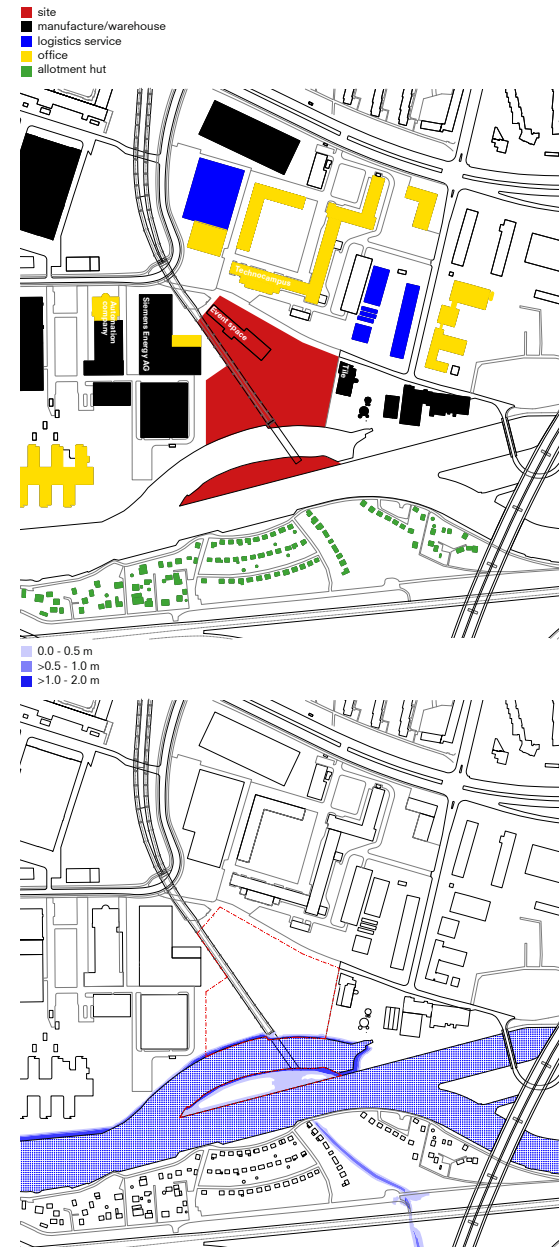 site
manufacture/warehouse
logistics service
office
allotment hut
Technocampus
Event space
Automation
company
Siemens Energy AG
Tile
0.0 - 0.5 m
>0.5 - 1.0 m
>1.0 - 2.0 m